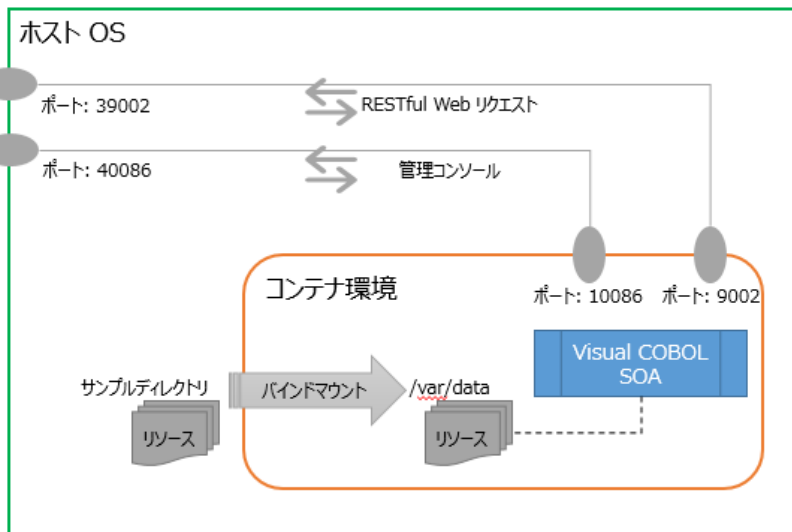 ホスト OS
ポート: 39002
RESTful Web リクエスト
ポート: 40086
管理コンソール
コンテナ環境
ポート: 10086
ポート: 9002
Visual COBOL
SOA
サンプルディレクトリ
バインドマウント
/var/data
リソース
リソース